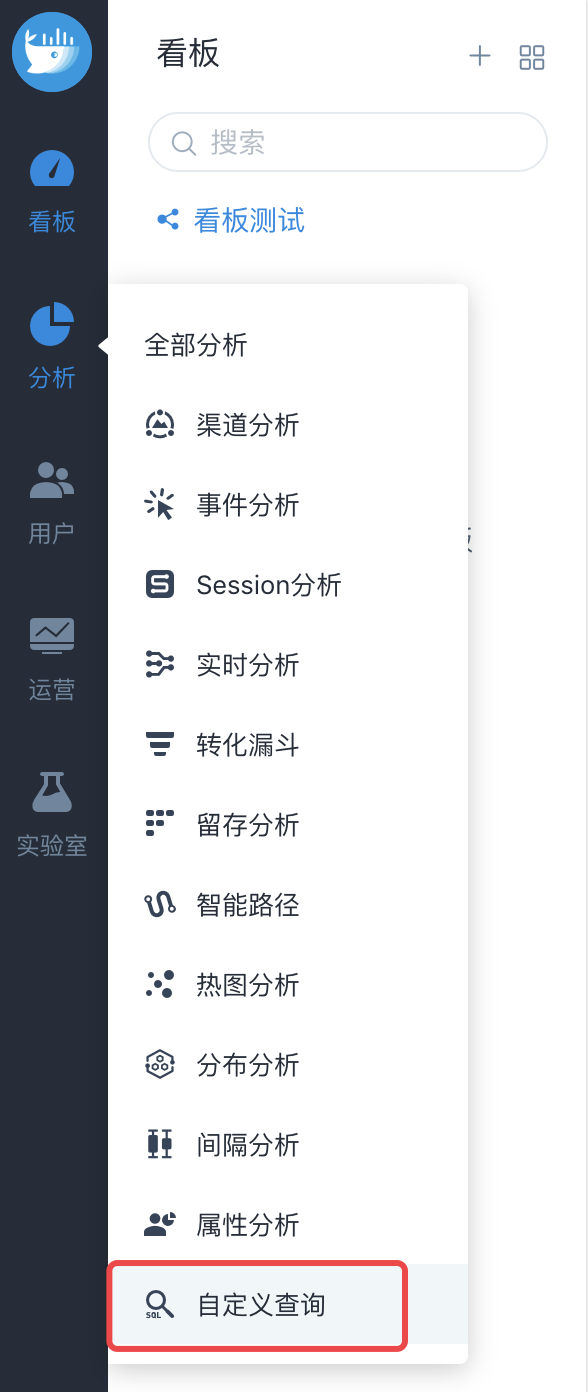 看板
搜索
看板测试
看板
分析
用户
运营
实验室
全部分析
渠道分析
事件分析
Session分析
实时分析
转化漏斗
留存分析
智能路径
热图分析
分布分析
间隔分析
属性分析
SQL
自定义查询